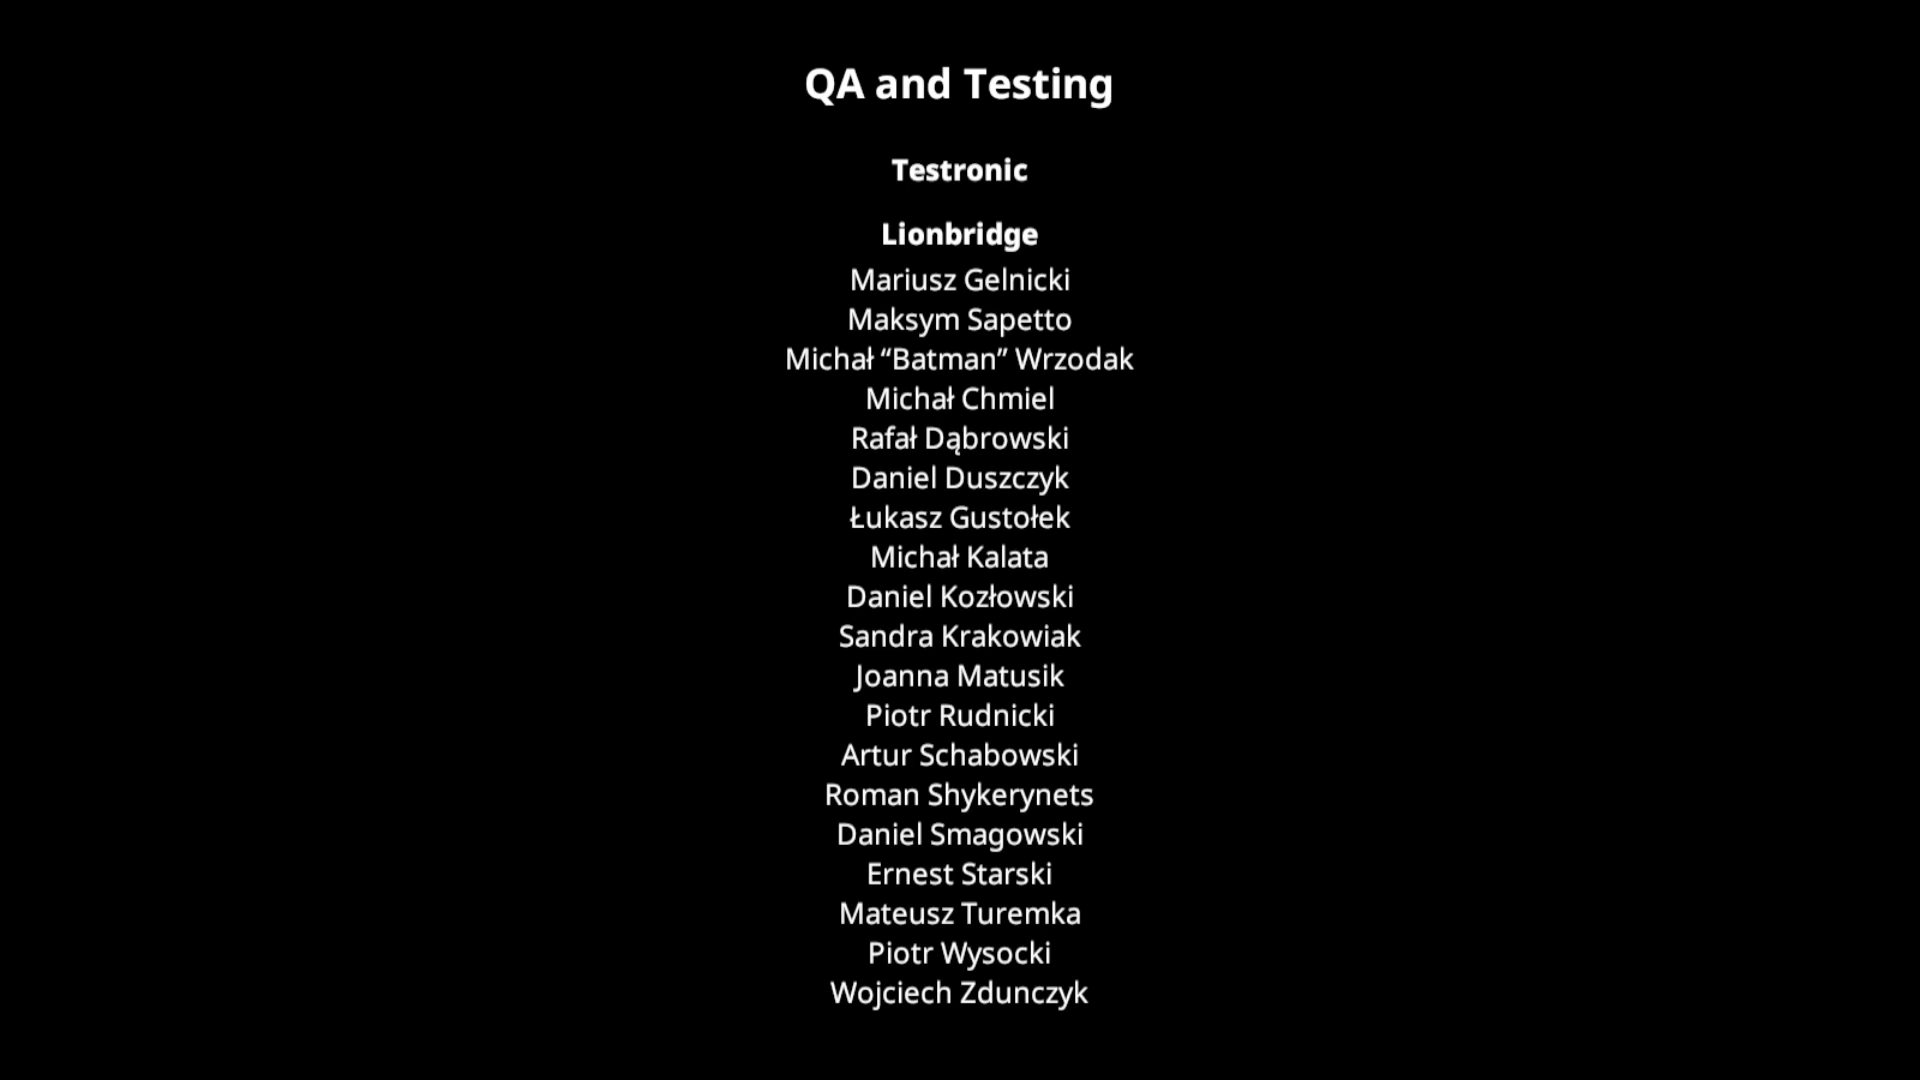 QA and Testing
Testronic
Lionbridge
Mariusz Gelnicki
Maksym Sapetto
Michał “Batman” Wrzodak
Michał Chmiel
Rafał Dąbrowski
Daniel Duszczyk
Łukasz Gustołek
Michał Kalata
Daniel Kozłowski
Sandra Krakowiak
Joanna Matusik
Piotr Rudnicki
Artur Schabowski
Roman Shykerynets
Daniel Smagowski
Ernest Starski
Mateusz Turemka
Piotr Wysocki
Wojciech Zdunczyk